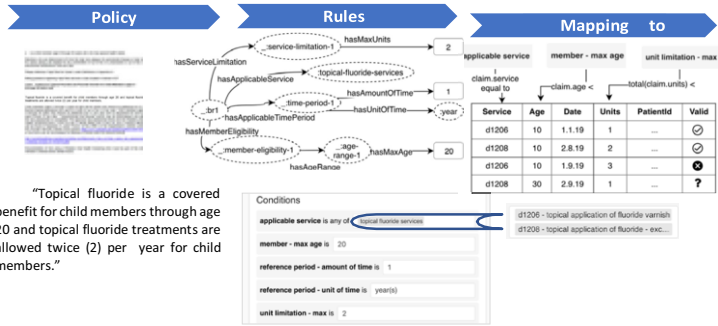 Policy
Rules
Mapping to
_:service-limitation-1
hasMaxUnits
2
hasServiceLimitation
hasApplicableService
:topical-fluoride-services
_:br1
_:time-period-1
hasAmountOfTime
1
hasUnitOfTime
:year
hasApplicableTimePeriod
hasMemberEligibility
_:member-eligibility-1
_:age-
range-1
hasMaxAge
20
hasAgeRange
applicable service
member - max age
unit limitation - max
claim.service
equal to
claim.age <
total(claim.units) <
Service Age Date Units PatientId Valid
d1206 10 1.1.19 1 ...
d1208 10 2.8.19 2 ...
d1206 10 1.9.19 3 ...
d1208 30 2.9.19 1 ... ?
"Topical fluoride is a covered
benefit for child members through age
20 and topical fluoride treatments are
allowed twice (2) per year for child
members."
Conditions
applicable service is any of topical fluoride services
member - max age is 20
reference period - amount of time is 1
reference period - unit of time is year(s)
unit limitation - max is 2
d1206 - topical application of fluoride varnish
d1208 - topical application of fluoride - exc...